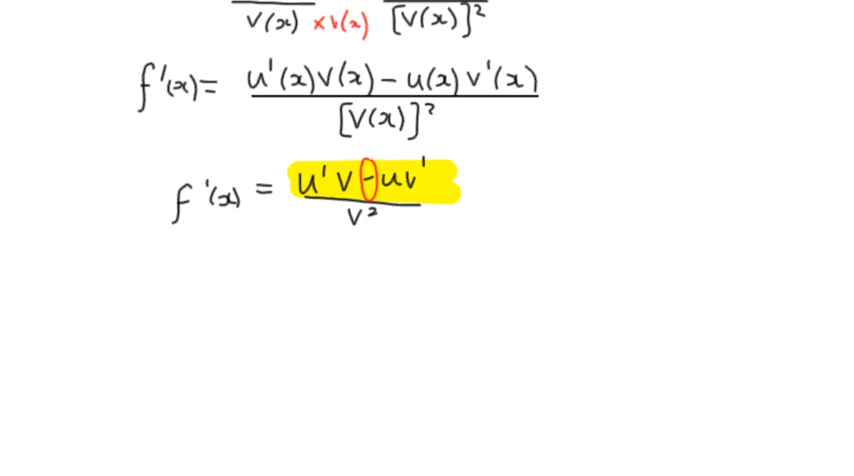 V(x) × v(x) [V(x)]²
f'(x) = u'(x)v(x) − u(x)v'(x)
[V(x)]²
f'(x) = u'v − uv'
v²